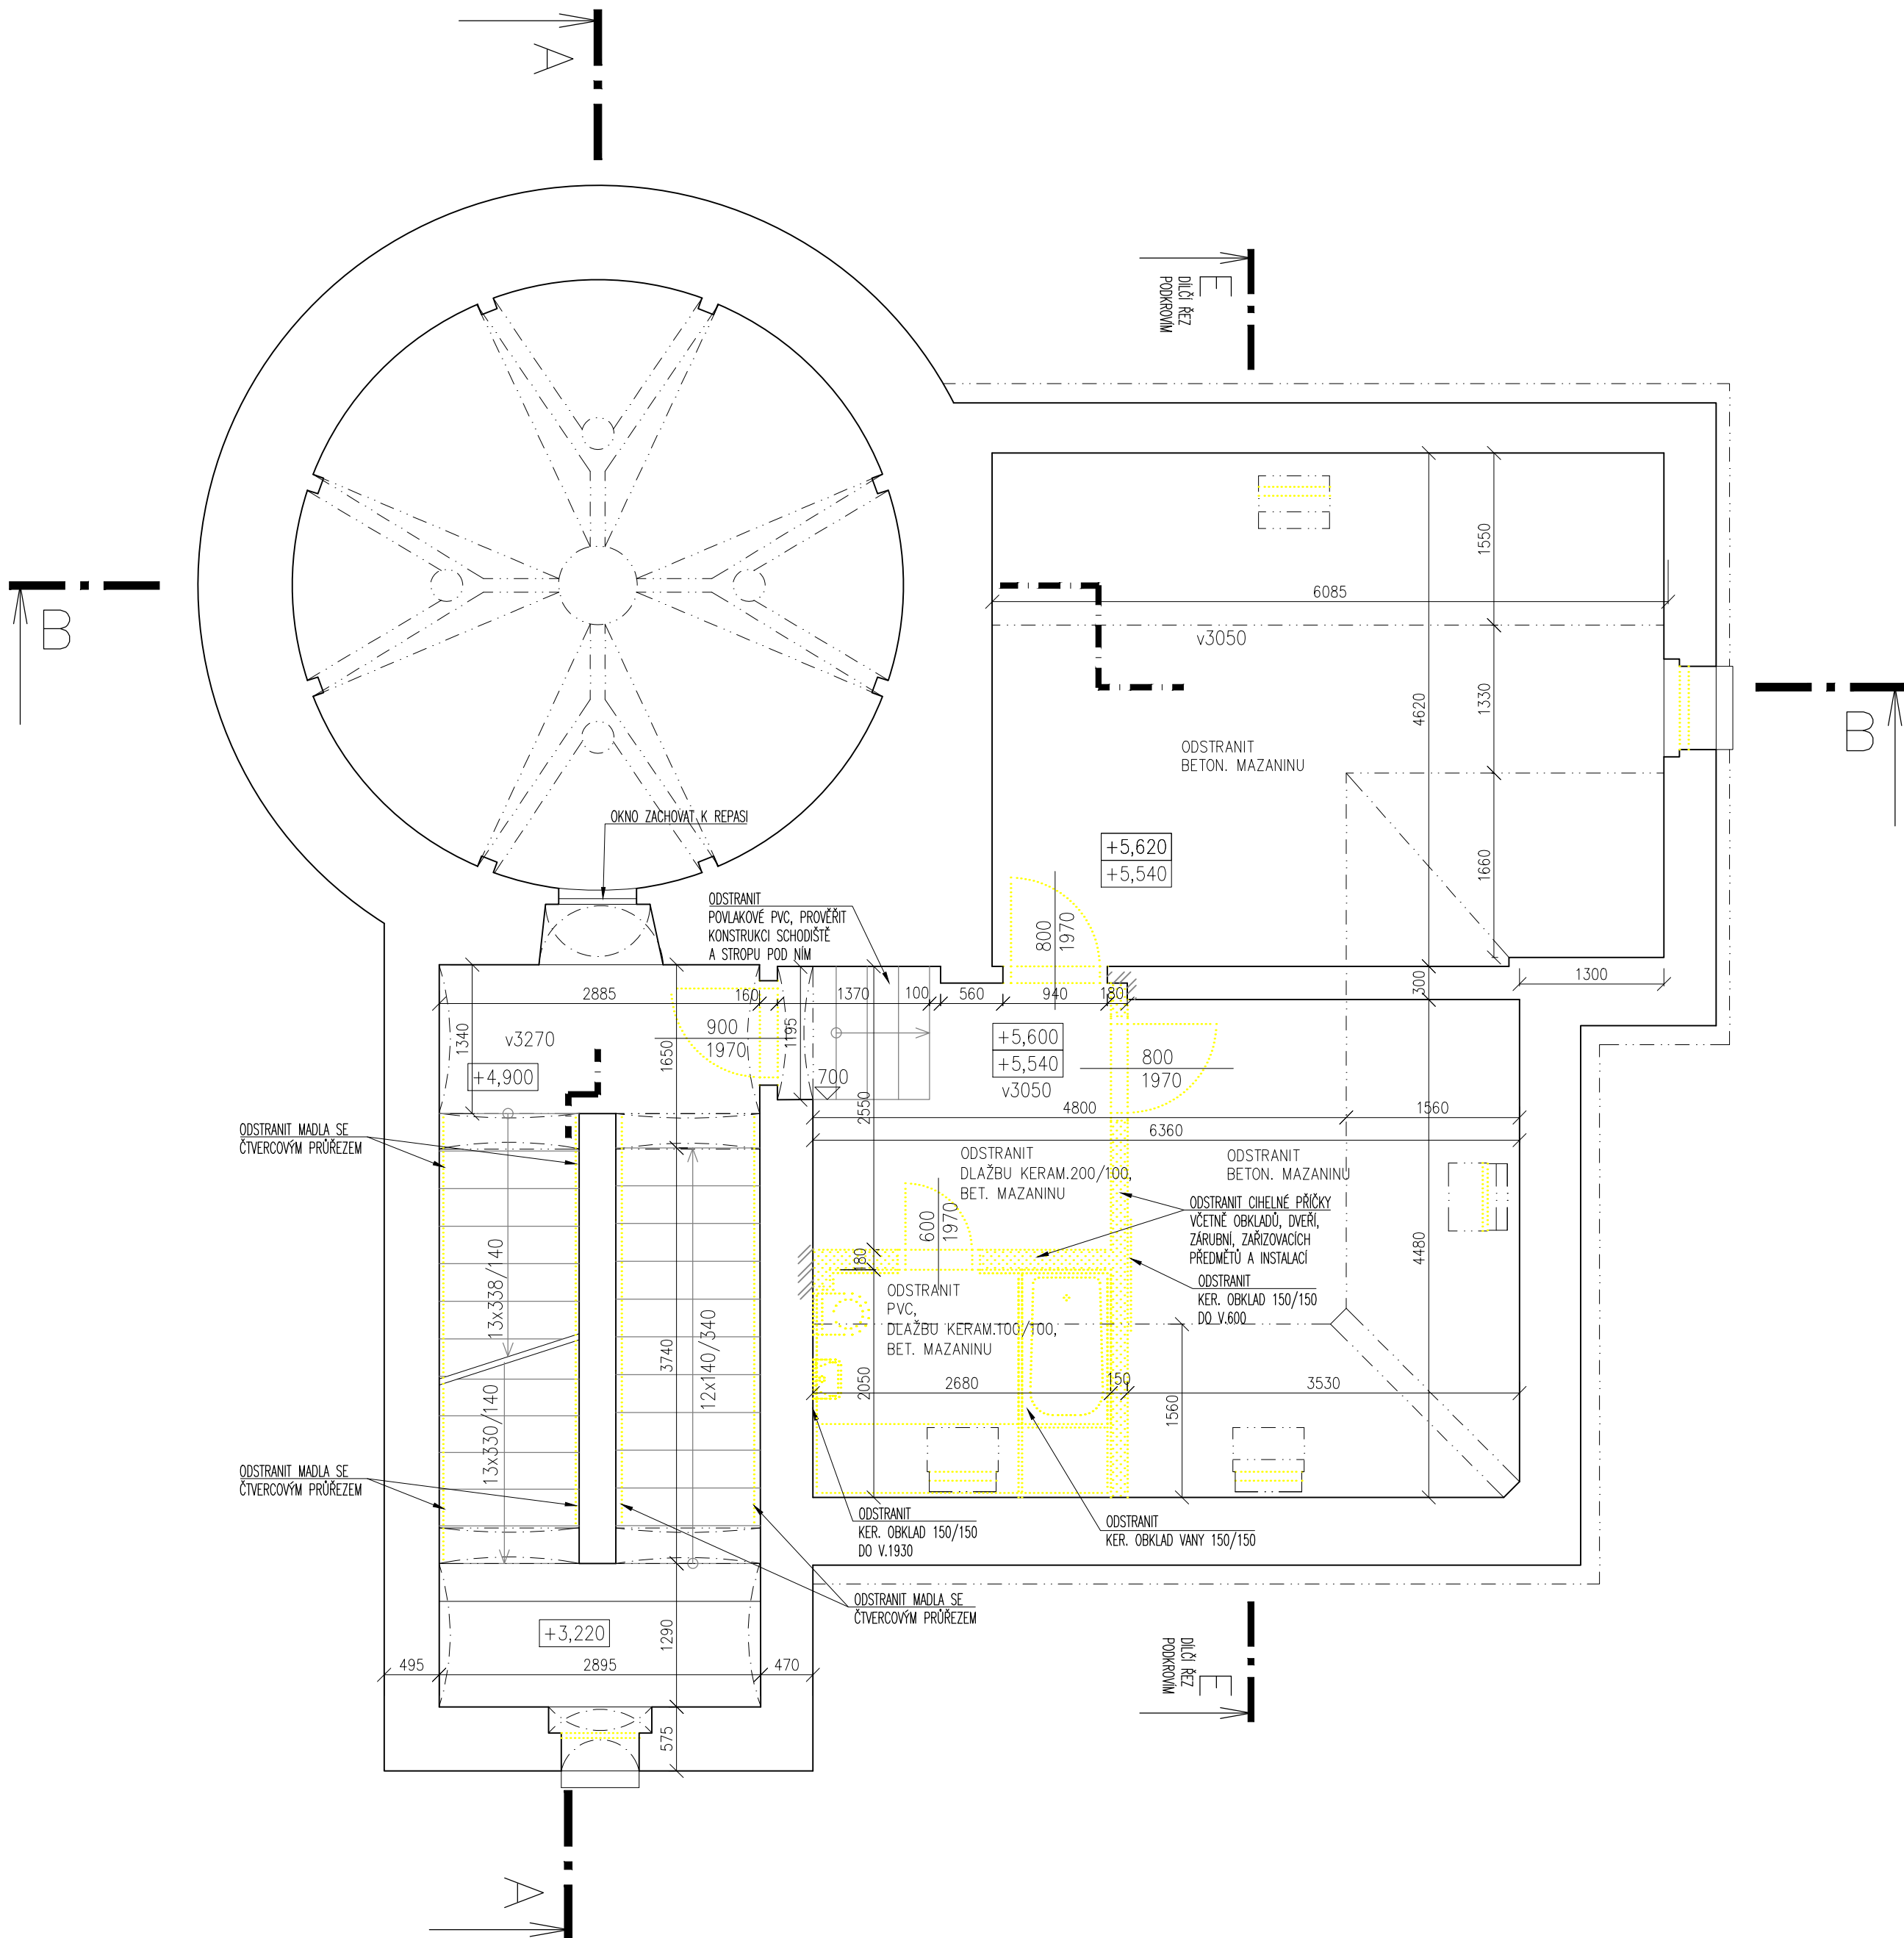 A
E
DÍLČÍ ŘEZ
PODKROVÍM
B
1550
6085
v3050
4620
1330
B
ODSTRANIT
BETON. MAZANINU
OKNO ZACHOVAT K REPASI
+5,620
+5,540
1660
ODSTRANIT
POVLAKOVÉ PVC, PROVĚŘIT
KONSTRUKCI SCHODIŠTĚ
A STROPU POD NÍM
800
1970
1300
300
2885
160
1370
100
560
940
180
1340
v3270
+4,900
1650
900
1970
1195
700
+5,600
+5,540
v3050
800
1970
2550
4800
1560
6360
ODSTRANIT MADLA SE
ČTVERCOVÝM PRŮŘEZEM
ODSTRANIT
DLAŽBU KERAM.200/100,
BET. MAZANINU
ODSTRANIT
BETON. MAZANINU
ODSTRANIT CIHELNÉ PŘÍČKY
VČETNĚ OBKLADŮ, DVEŘÍ,
ZÁRUBNÍ, ZAŘIZOVACÍCH
PŘEDMĚTŮ A INSTALACÍ
600
1970
180
4480
13x338/140
ODSTRANIT
PVC,
DLAŽBU KERAM.100/100,
BET. MAZANINU
ODSTRANIT
KER. OBKLAD 150/150
DO V.600
3740
12x140/340
2050
2680
150
3530
1560
13x330/140
ODSTRANIT MADLA SE
ČTVERCOVÝM PRŮŘEZEM
ODSTRANIT
KER. OBKLAD 150/150
DO V.1930
ODSTRANIT
KER. OBKLAD VANY 150/150
ODSTRANIT MADLA SE
ČTVERCOVÝM PRŮŘEZEM
+3,220
1290
495
2895
470
575
DÍLČÍ ŘEZ
PODKROVÍM
E
A